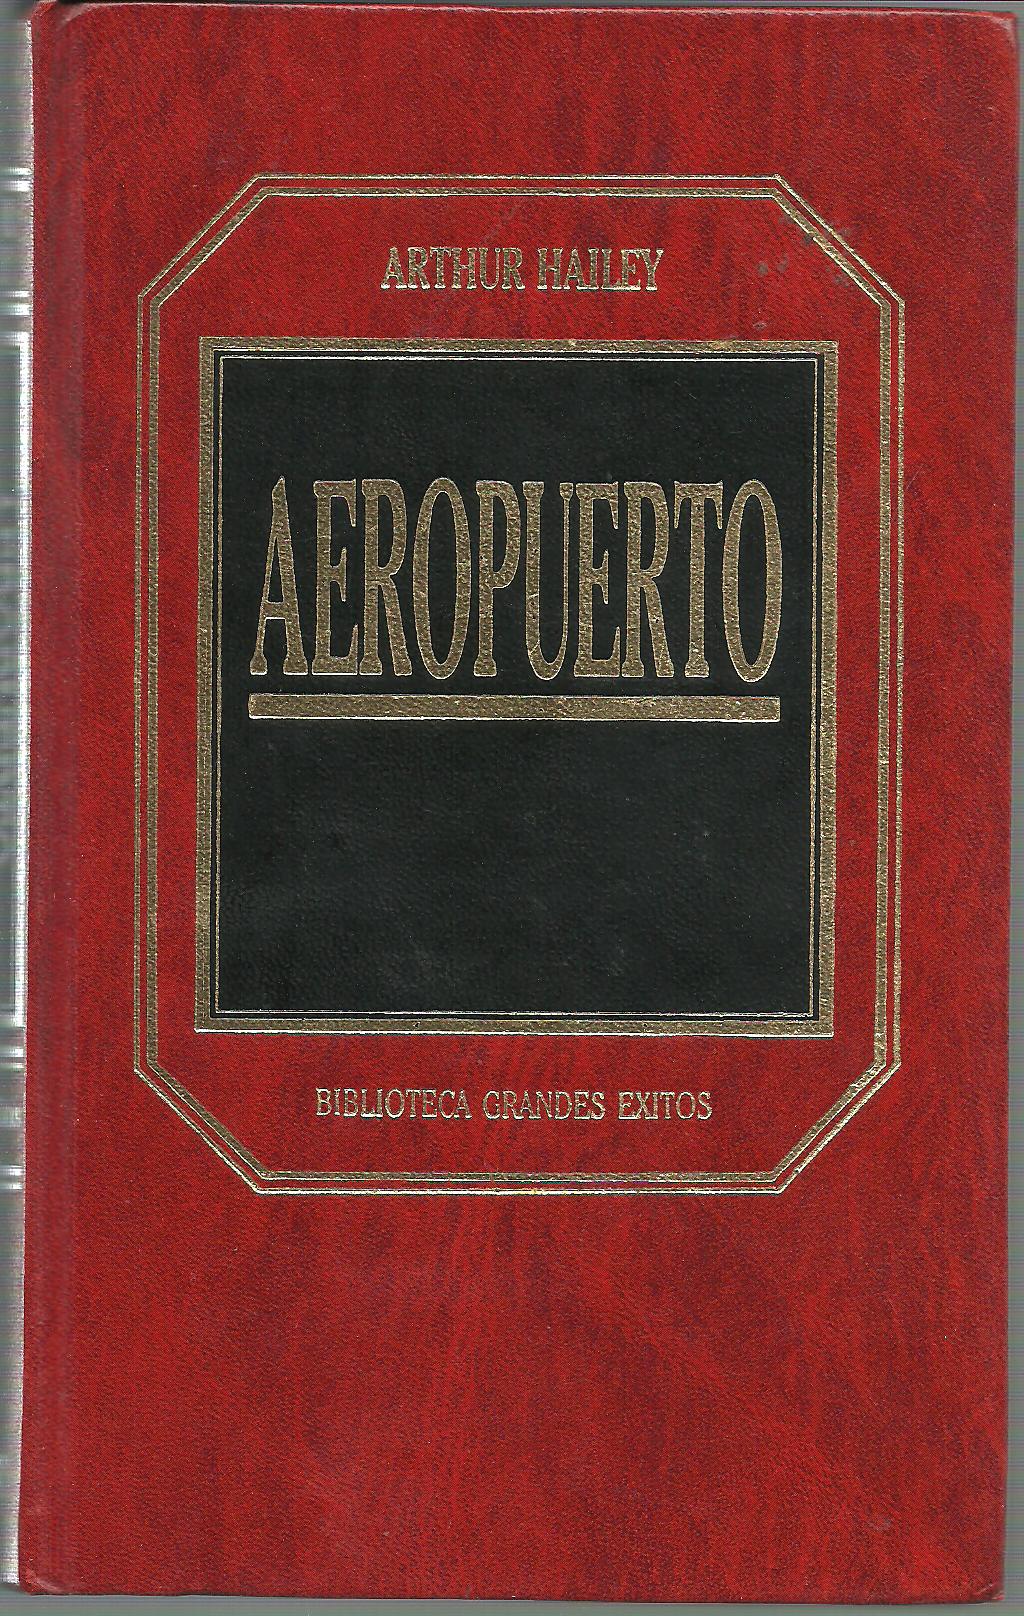 ARTHUR HAILEY
AEROPUERTO
BIBLIOTECA GRANDES EXITOS